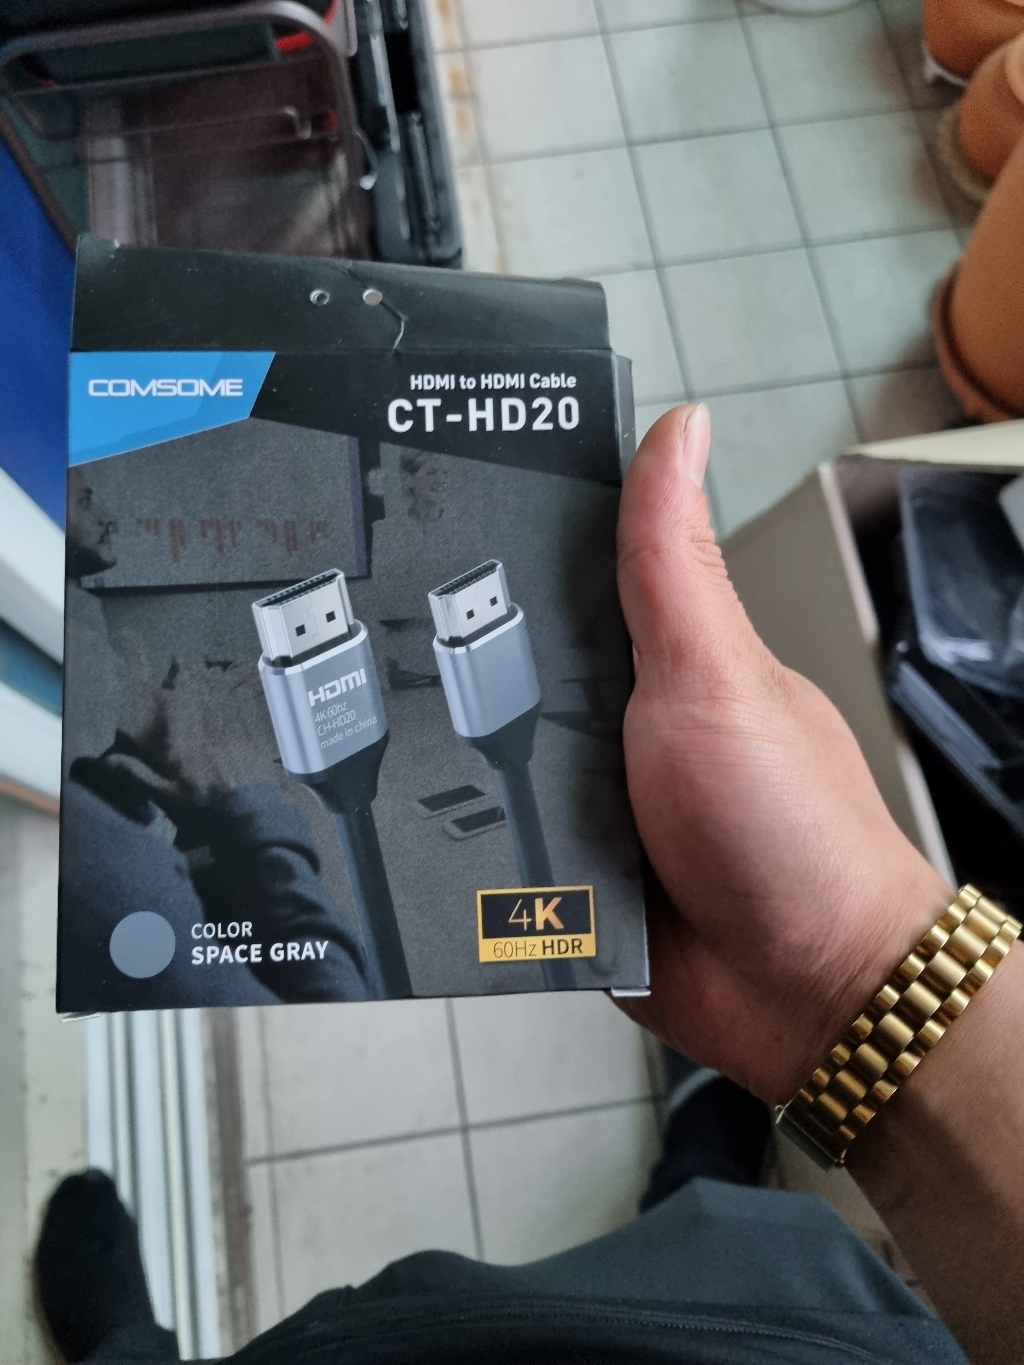 COMSOME
HDMI to HDMI Cable
CT-HD20
HDMI
4K 60hz
CH-HD20
made in china
COLOR
SPACE GRAY
4K
60Hz HDR